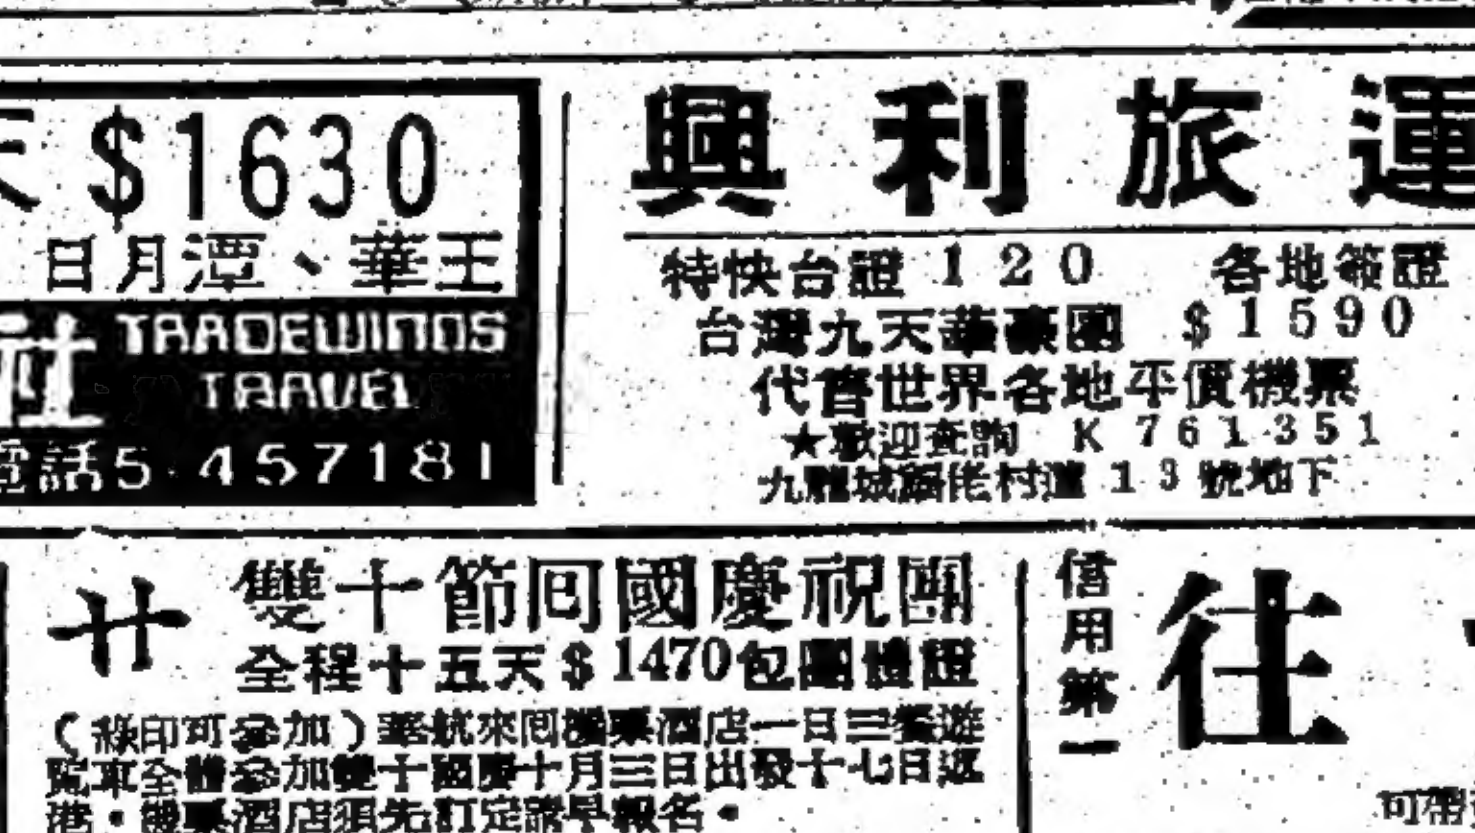 天 $1630
日月潭、華王
社 TRADEWINDS
TRAVEL
電話5-457181
興利旅運
特快台證120 各地簽證
台灣九天豪團 $1590
代售世界各地平價機票
★歡迎查詢 K 761351
九龍城侯村道13號地下
廿
雙十節回國慶祝團
全程十五天$1470包團體證
(綠印可參加)華航來回機票酒店一日三餐遊
覽車全體參加雙十國慶十月三日出發十七日返
港・機票酒店須先訂定請早報名・
信用第一
往
可帶